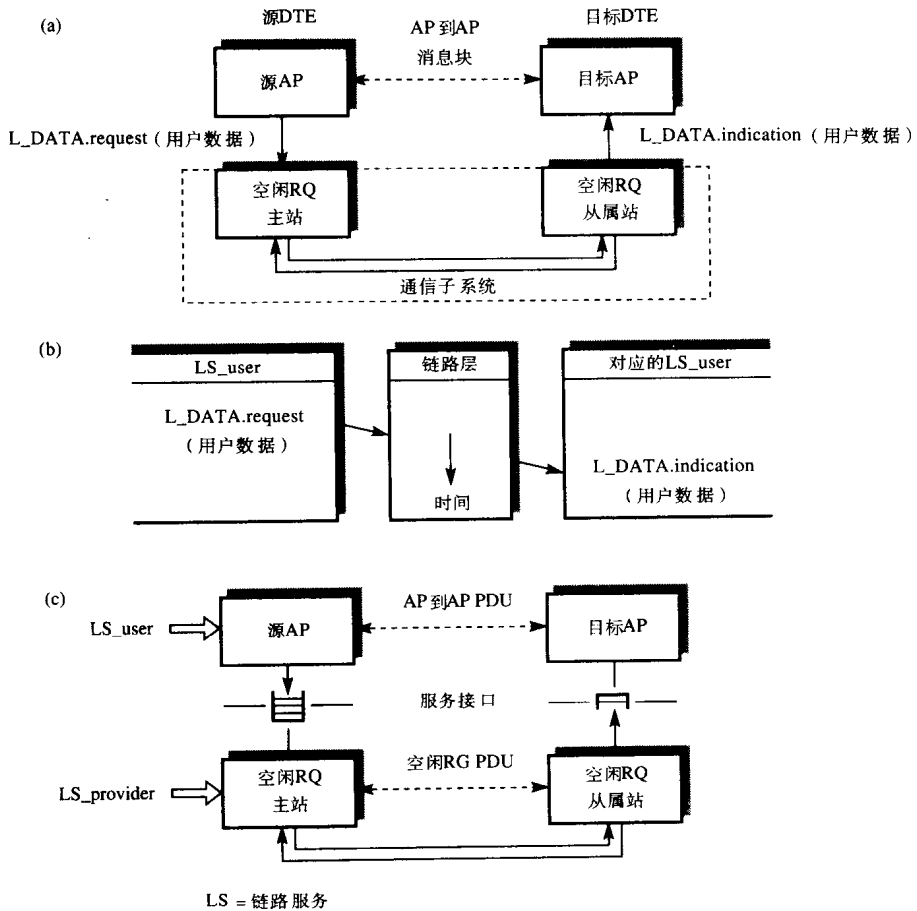 (a)
源DTE
目标DTE
源AP
AP 到AP
消息块
目标 AP
L_DATA.request（用户数据）
L_DATA.indication（用户数据）
空闲RQ
主站
空闲RQ
从属站
通信子系统
(b)
LS_user
链路层
对应的LS_user
L_DATA.request
（用户数据）
时间
L_DATA.indication
（用户数据）
(c)
LS_user
源AP
AP 到AP PDU
目标AP
服务接口
LS_provider
空闲RQ
主站
空闲RG PDU
空闲RQ
从属站
LS = 链路服务